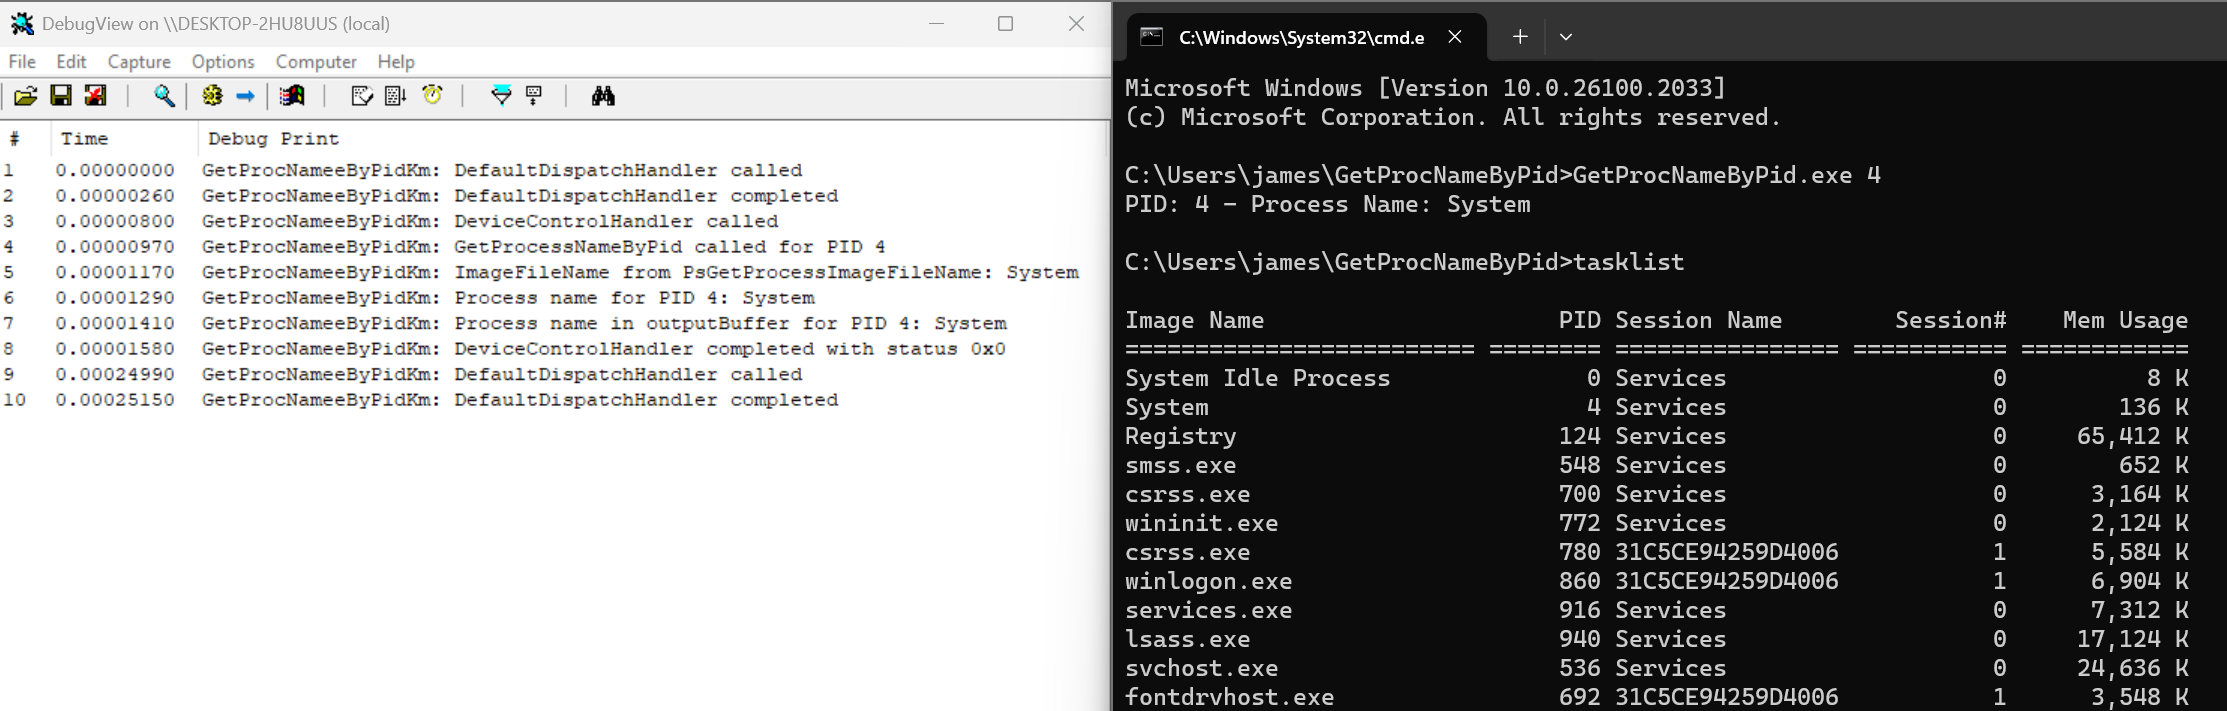 DebugView on \\DESKTOP-2HU8UUS (local)
File Edit Capture Options Computer Help
# Time Debug Print
1 0.00000000 GetProcNameeByPidKm: DefaultDispatchHandler called
2 0.00000260 GetProcNameeByPidKm: DefaultDispatchHandler completed
3 0.00000800 GetProcNameeByPidKm: DeviceControlHandler called
4 0.00000970 GetProcNameeByPidKm: GetProcessNameByPid called for PID 4
5 0.00001170 GetProcNameeByPidKm: ImageFileName from PsGetProcessImageFileName: System
6 0.00001290 GetProcNameeByPidKm: Process name for PID 4: System
7 0.00001410 GetProcNameeByPidKm: Process name in outputBuffer for PID 4: System
8 0.00001580 GetProcNameeByPidKm: DeviceControlHandler completed with status 0x0
9 0.00024990 GetProcNameeByPidKm: DefaultDispatchHandler called
10 0.00025150 GetProcNameeByPidKm: DefaultDispatchHandler completed
C:\Windows\System32\cmd.e
Microsoft Windows [Version 10.0.26100.2033]
(c) Microsoft Corporation. All rights reserved.
C:\Users\james\GetProcNameByPid>GetProcNameByPid.exe 4
PID: 4 - Process Name: System
C:\Users\james\GetProcNameByPid>tasklist
Image Name PID Session Name Session# Mem Usage
========================= ======== ================ =========== ============
System Idle Process 0 Services 0 8 K
System 4 Services 0 136 K
Registry 124 Services 0 65,412 K
smss.exe 548 Services 0 652 K
csrss.exe 700 Services 0 3,164 K
wininit.exe 772 Services 0 2,124 K
csrss.exe 780 31C5CE94259D4006 1 5,584 K
winlogon.exe 860 31C5CE94259D4006 1 6,904 K
services.exe 916 Services 0 7,312 K
lsass.exe 940 Services 0 17,124 K
svchost.exe 536 Services 0 24,636 K
fontdrvhost.exe 692 31C5CE94259D4006 1 3,548 K